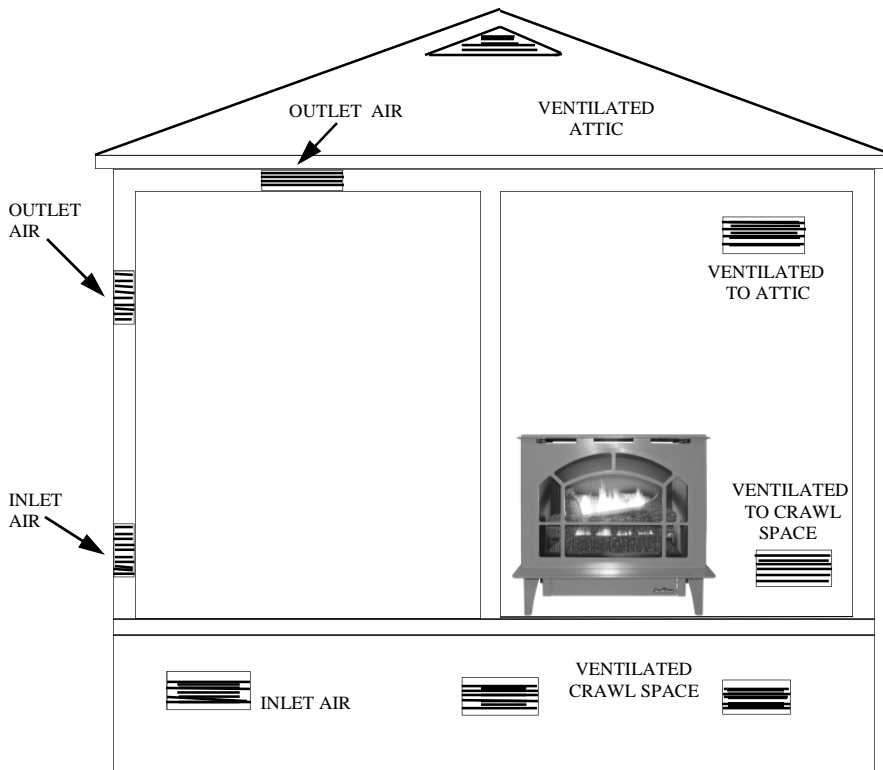 OUTLET AIR
VENTILATED
ATTIC
OUTLET
AIR
VENTILATED
TO ATTIC
INLET
AIR
VENTILATED
TO CRAWL
SPACE
INLET AIR
VENTILATED
CRAWL SPACE